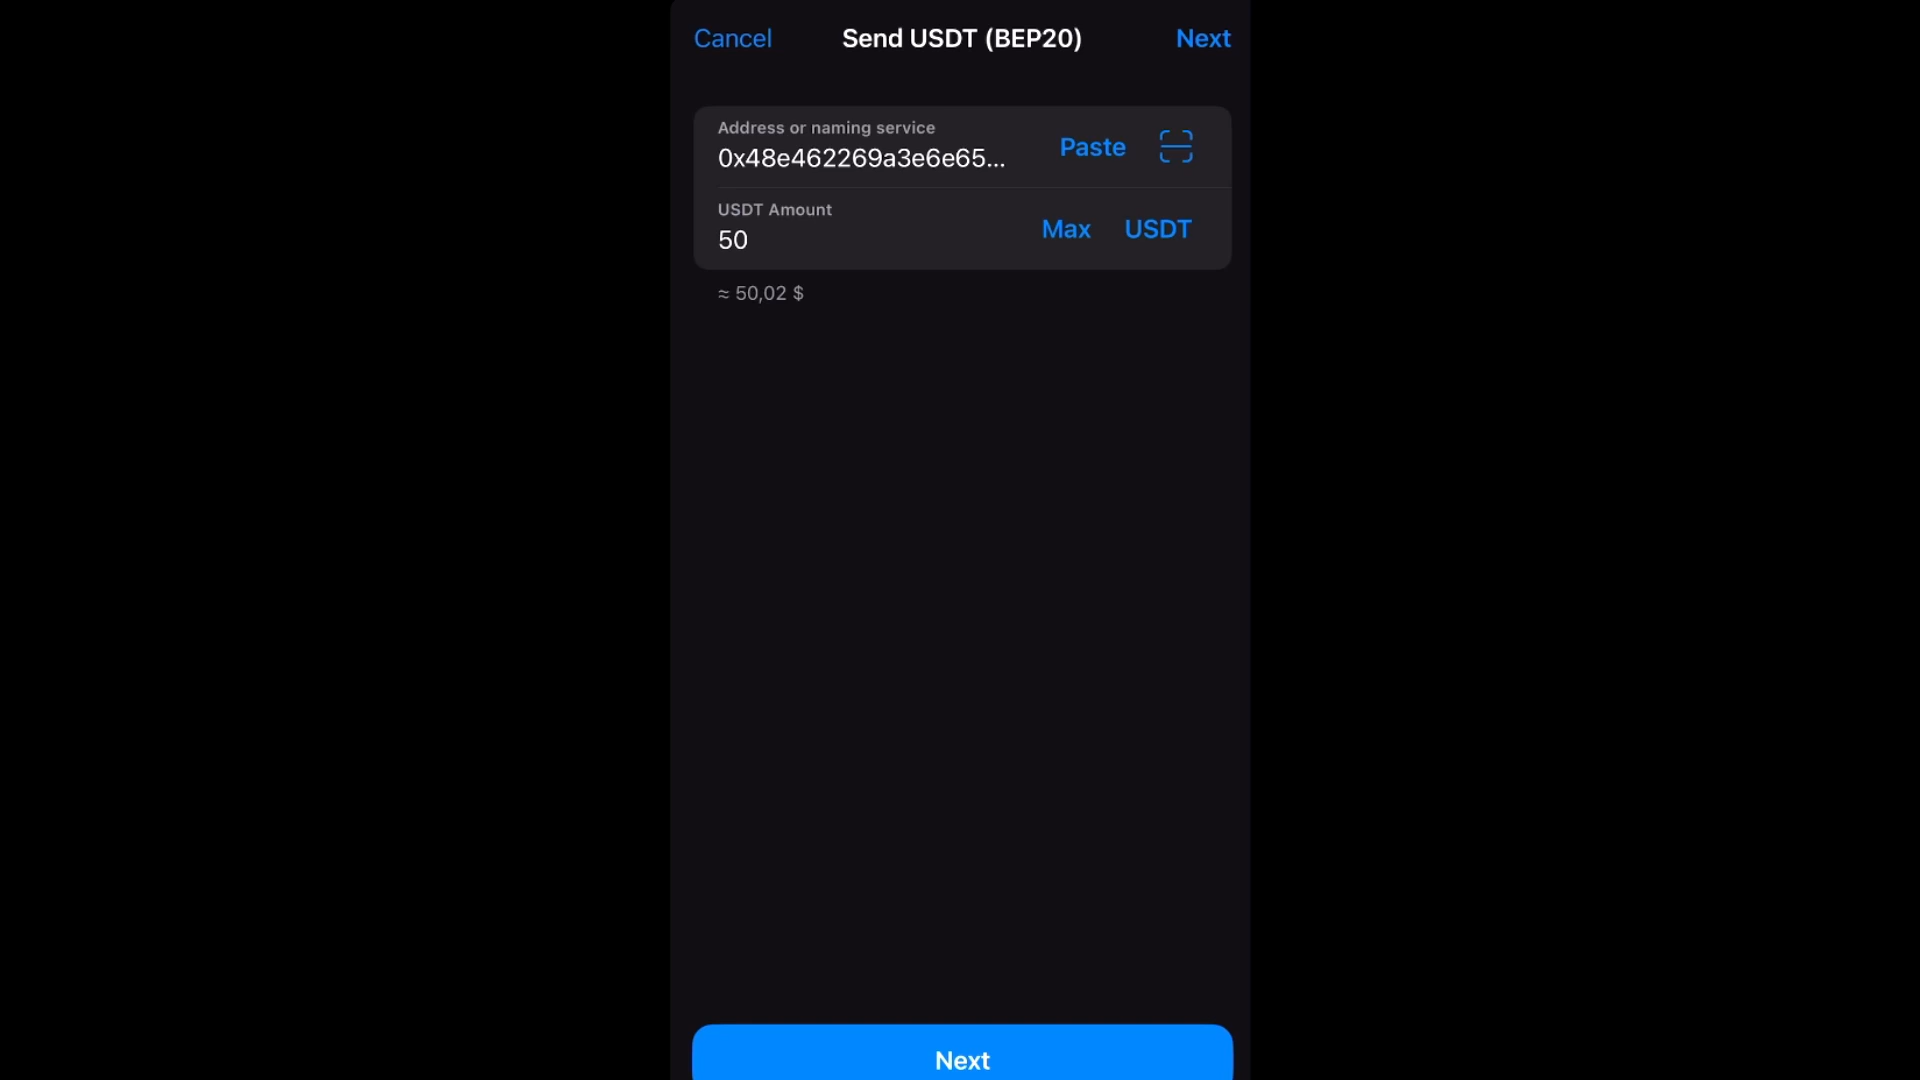 Cancel Send USDT (BEP20) Next
Address or naming service
0x48e462269a3e6e65... Paste
USDT Amount
50 Max USDT
≈ 50,02 $
Next